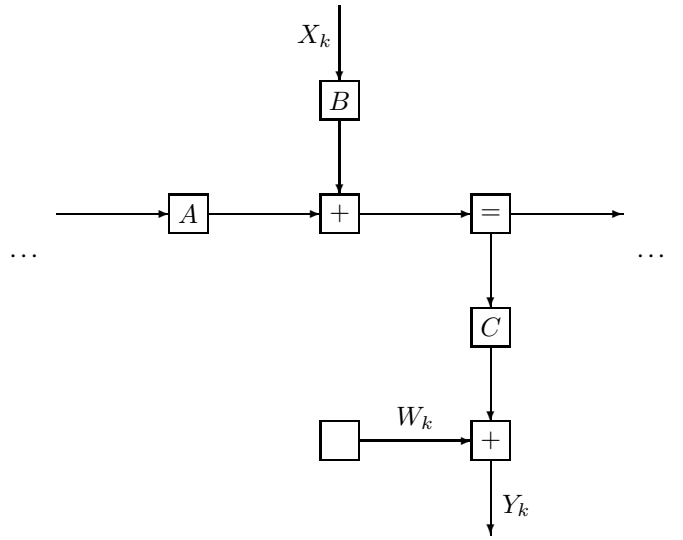 X_k
B
A + =
... ...
C
W_k
+
Y_k